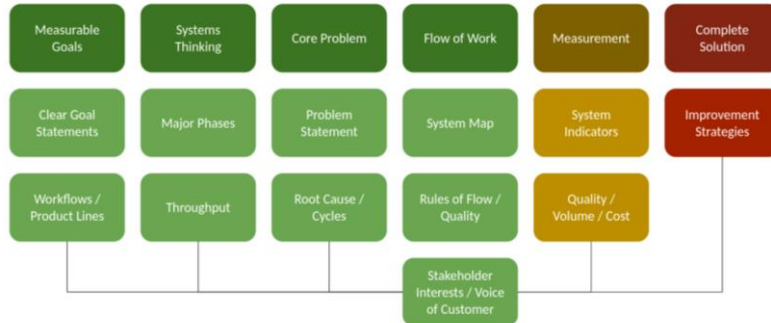 Measurable
Goals
Systems
Thinking
Core Problem
Flow of Work
Measurement
Complete
Solution
Clear Goal
Statements
Major Phases
Problem
Statement
System Map
System
Indicators
Improvement
Strategies
Workflows /
Product Lines
Throughput
Root Cause /
Cycles
Rules of Flow /
Quality
Quality /
Volume / Cost
Stakeholder
Interests / Voice
of Customer